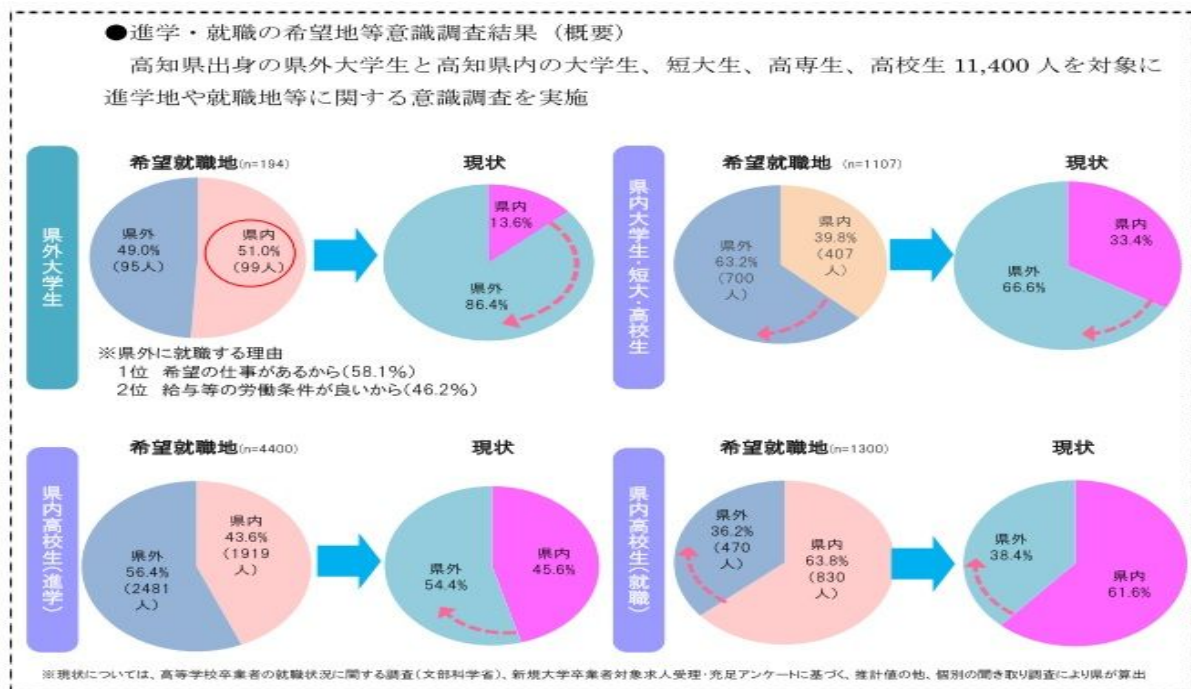 ●進学・就職の希望地等意識調査結果（概要）
高知県出身の県外大学生と高知県内の大学生、短大生、高専生、高校生 11,400 人を対象に
進学地や就職地等に関する意識調査を実施
県外大学生
希望就職地(n=194)
県外
49.0%
(95人)
県内
51.0%
(99人)
現状
県内
13.6%
県外
86.4%
※県外に就職する理由
1位 希望の仕事があるから(58.1%)
2位 給与等の労働条件が良いから(46.2%)
県内大学生・短大・高校生
希望就職地 (n=1107)
県外
63.2%
(700
人)
県内
39.8%
(407
人)
現状
県内
33.4%
県外
66.6%
県内高校生(進学)
希望就職地(n=4400)
県外
56.4%
(2481
人)
県内
43.6%
(1919
人)
現状
県外
54.4%
県内
45.6%
県内高校生(就職)
希望就職地(n=1300)
県外
36.2%
(470
人)
県内
63.8%
(830
人)
現状
県外
38.4%
県内
61.6%
※現状については、高等学校卒業者の就職状況に関する調査(文部科学省)、新規大学卒業者対象求人受理・充足アンケートに基づく、推計値の他、個別の聞き取り調査により県が算出